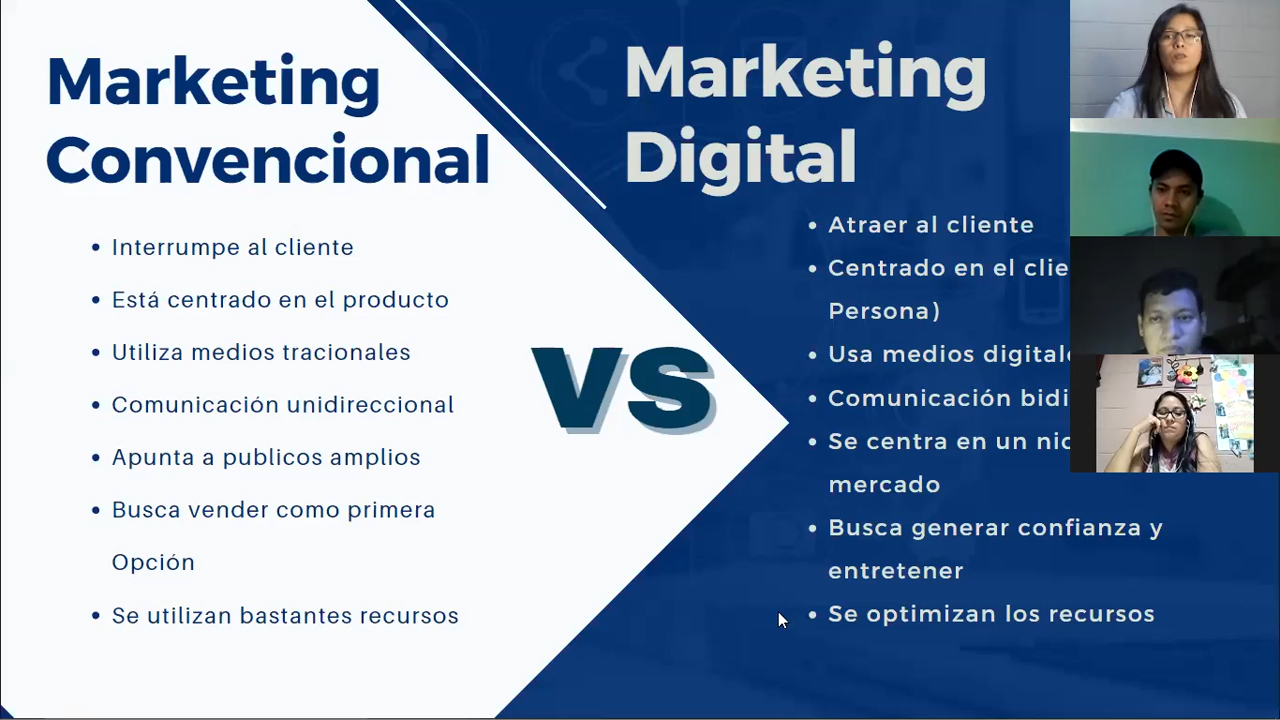 Marketing
Convencional
• Interrumpe al cliente
• Está centrado en el producto
• Utiliza medios tracionales
• Comunicación unidireccional
• Apunta a publicos amplios
• Busca vender como primera
Opción
• Se utilizan bastantes recursos
VS
Marketing
Digital
• Atraer al cliente
• Centrado en el
Persona)
• Usa medios
• Comunicación
• Se centra en un
mercado
• Busca generar confianza y
entretener
• Se optimizan los recursos